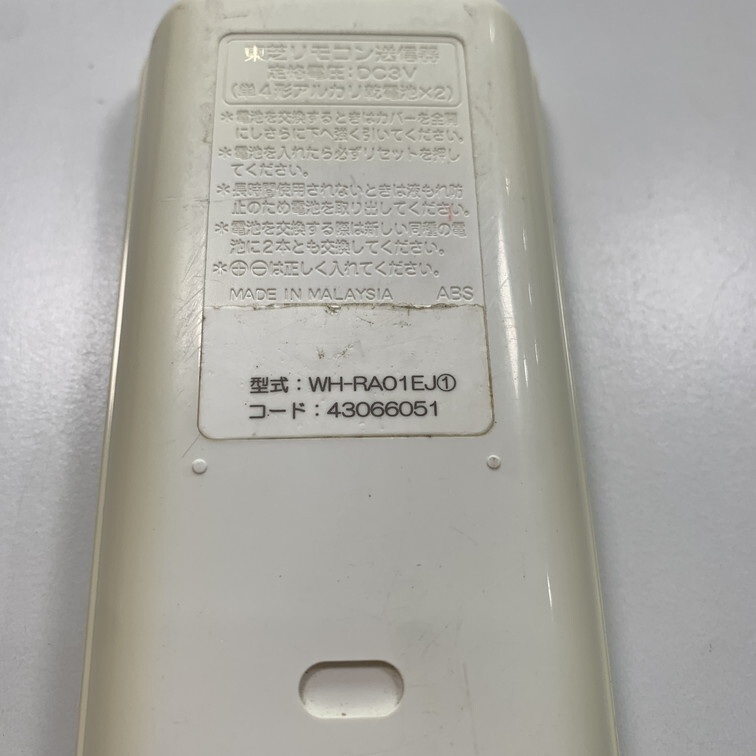 東芝リモコン送信器
定格電圧：DC3V
(単4形アルカリ乾電池×2)
＊電池を交換するときはカバーを全開
にしさらに下へ強く引いてください。
＊電池を入れたら必ずリセットを押し
てください。
＊長時間使用されないときは液もれ防
止のため電池を取り出してください。
＊電池を交換する際は新しい同種の電
池に2本とも交換してください。
＊⊕⊖は正しく入れてください。
MADE IN MALAYSIA ABS
型式：WH-RA01EJ①
コード：43066051